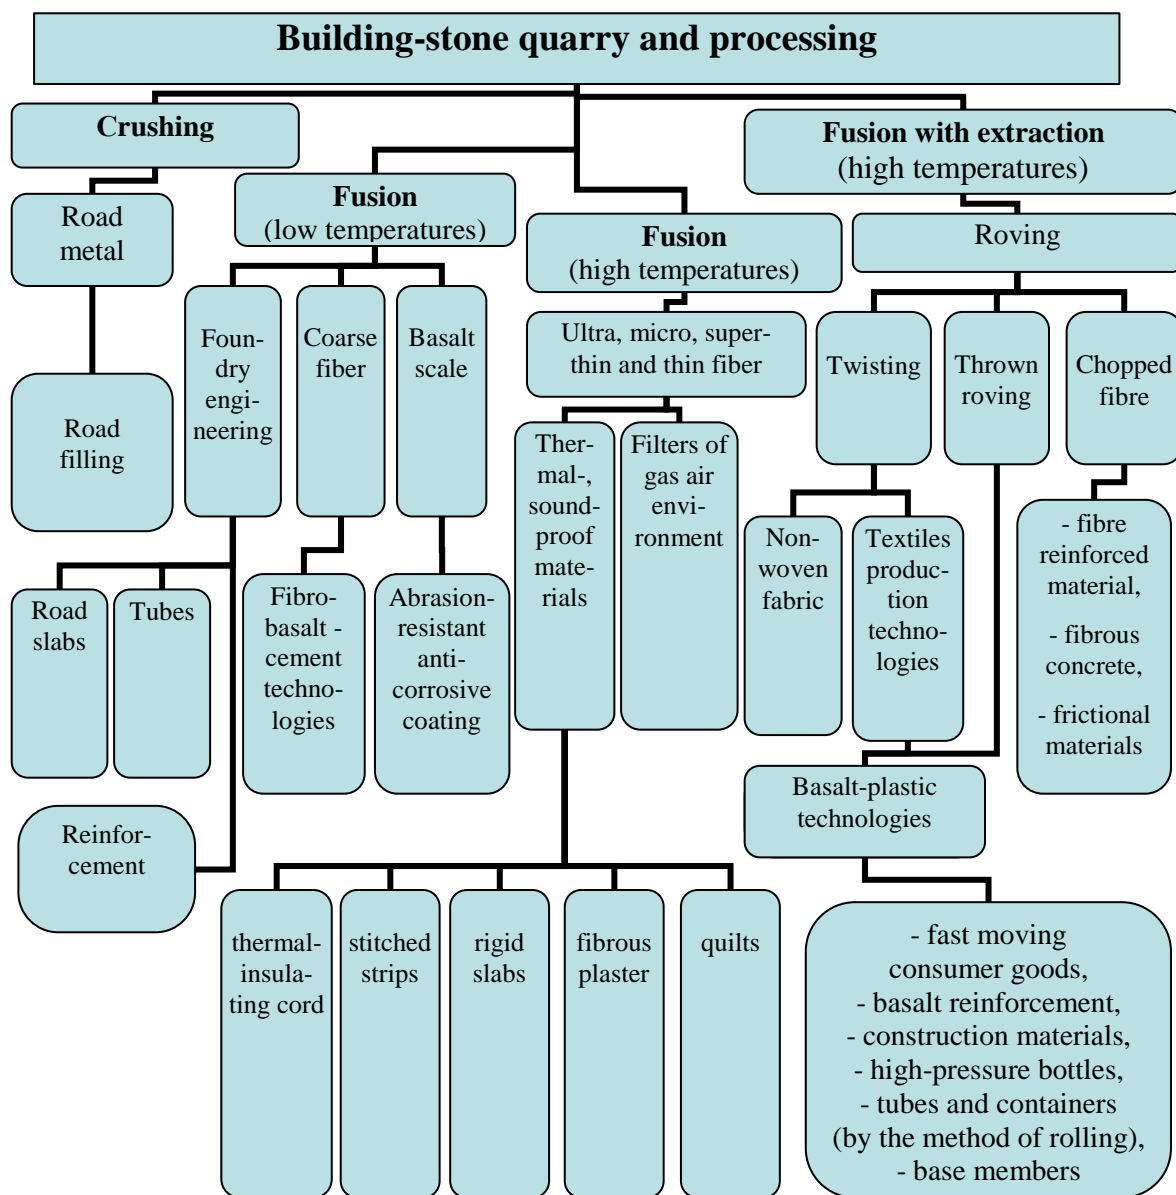 Building-stone quarry and processing
Crushing
Fusion with extraction
(high temperatures)
Fusion
(low temperatures)
Road
metal
Fusion
(high temperatures)
Roving
Foun-
dry
engi-
neering
Coarse
fiber
Basalt
scale
Ultra, micro, super-
thin and thin fiber
Twisting
Thrown
roving
Chopped
fibre
Road
filling
Ther-
mal-,
sound-
proof
mate-
rials
Filters of
gas air
envi-
ronment
Non-
woven
fabric
Textiles
produc-
tion
techno-
logies
- fibre
reinforced
material,
- fibrous
concrete,
- frictional
materials
Road
slabs
Tubes
Fibro-
basalt -
cement
techno-
logies
Abrasion-
resistant
anti-
corrosive
coating
Basalt-plastic
technologies
Reinfor-
cement
thermal-
insula-
ting cord
stitched
strips
rigid
slabs
fibrous
plaster
quilts
- fast moving
consumer goods,
- basalt reinforcement,
- construction materials,
- high-pressure bottles,
- tubes and containers
(by the method of rolling),
- base members